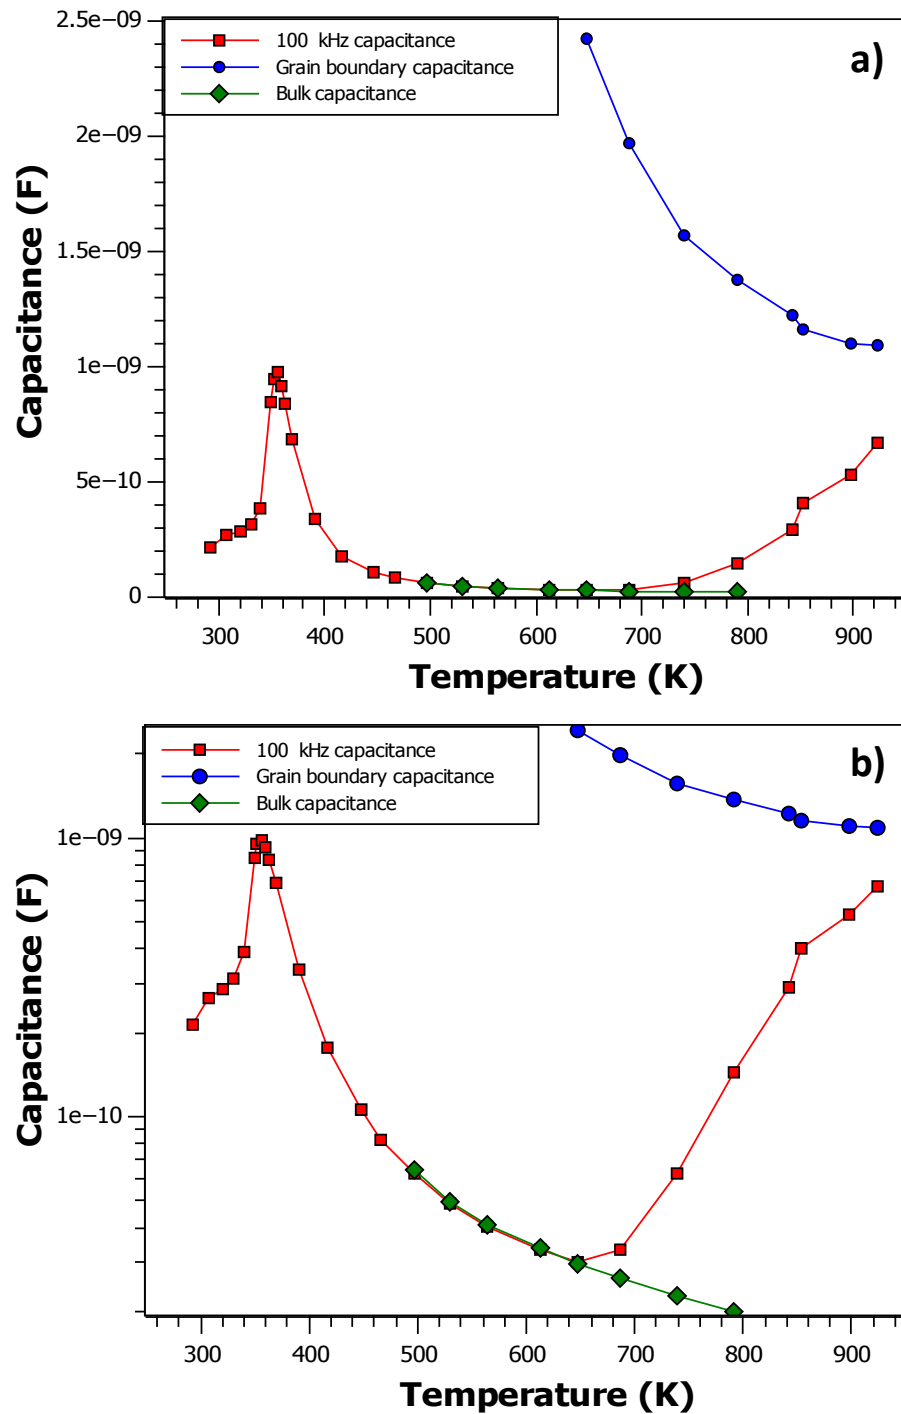 2.5e−09
100 kHz capacitance
Grain boundary capacitance
Bulk capacitance
a)
2e−09
1.5e−09
1e−09
5e−10
0
Capacitance (F)
300 400 500 600 700 800 900
Temperature (K)
100 kHz capacitance
Grain boundary capacitance
Bulk capacitance
b)
1e−09
1e−10
Capacitance (F)
300 400 500 600 700 800 900
Temperature (K)